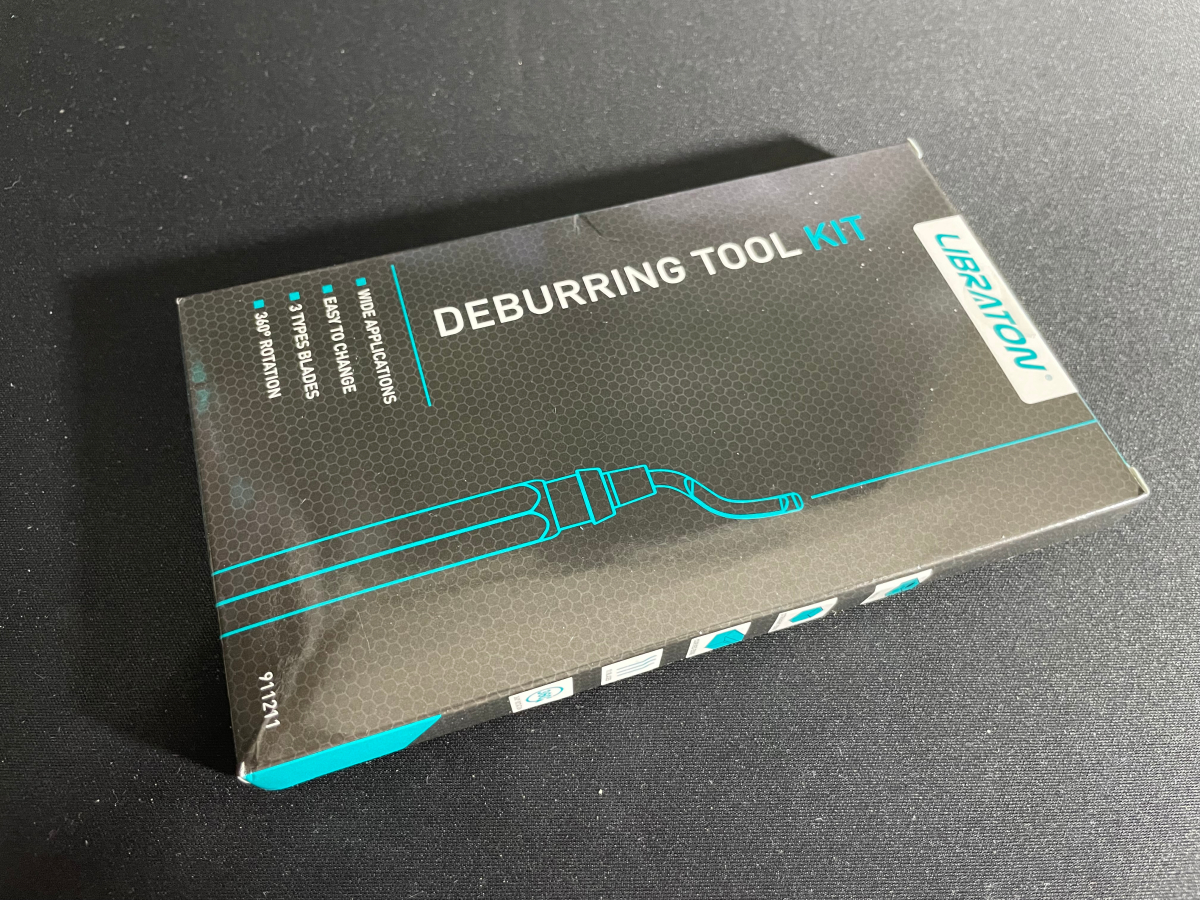 LIBRATON
DEBURRING TOOL KIT
WIDE APPLICATIONS
EASY TO CHANGE
3 TYPES BLADES
360° ROTATION
911211